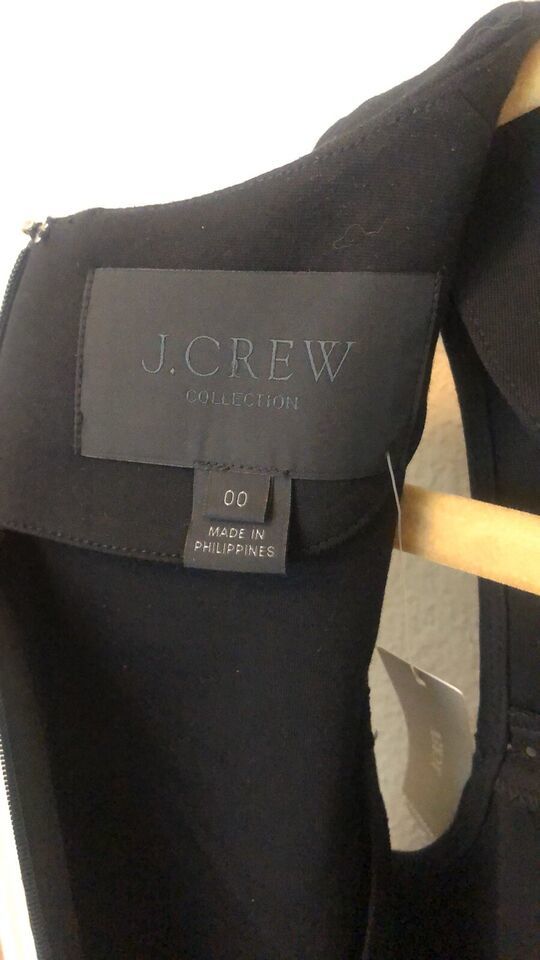 J.CREW
COLLECTION
00
MADE IN
PHILIPPINES